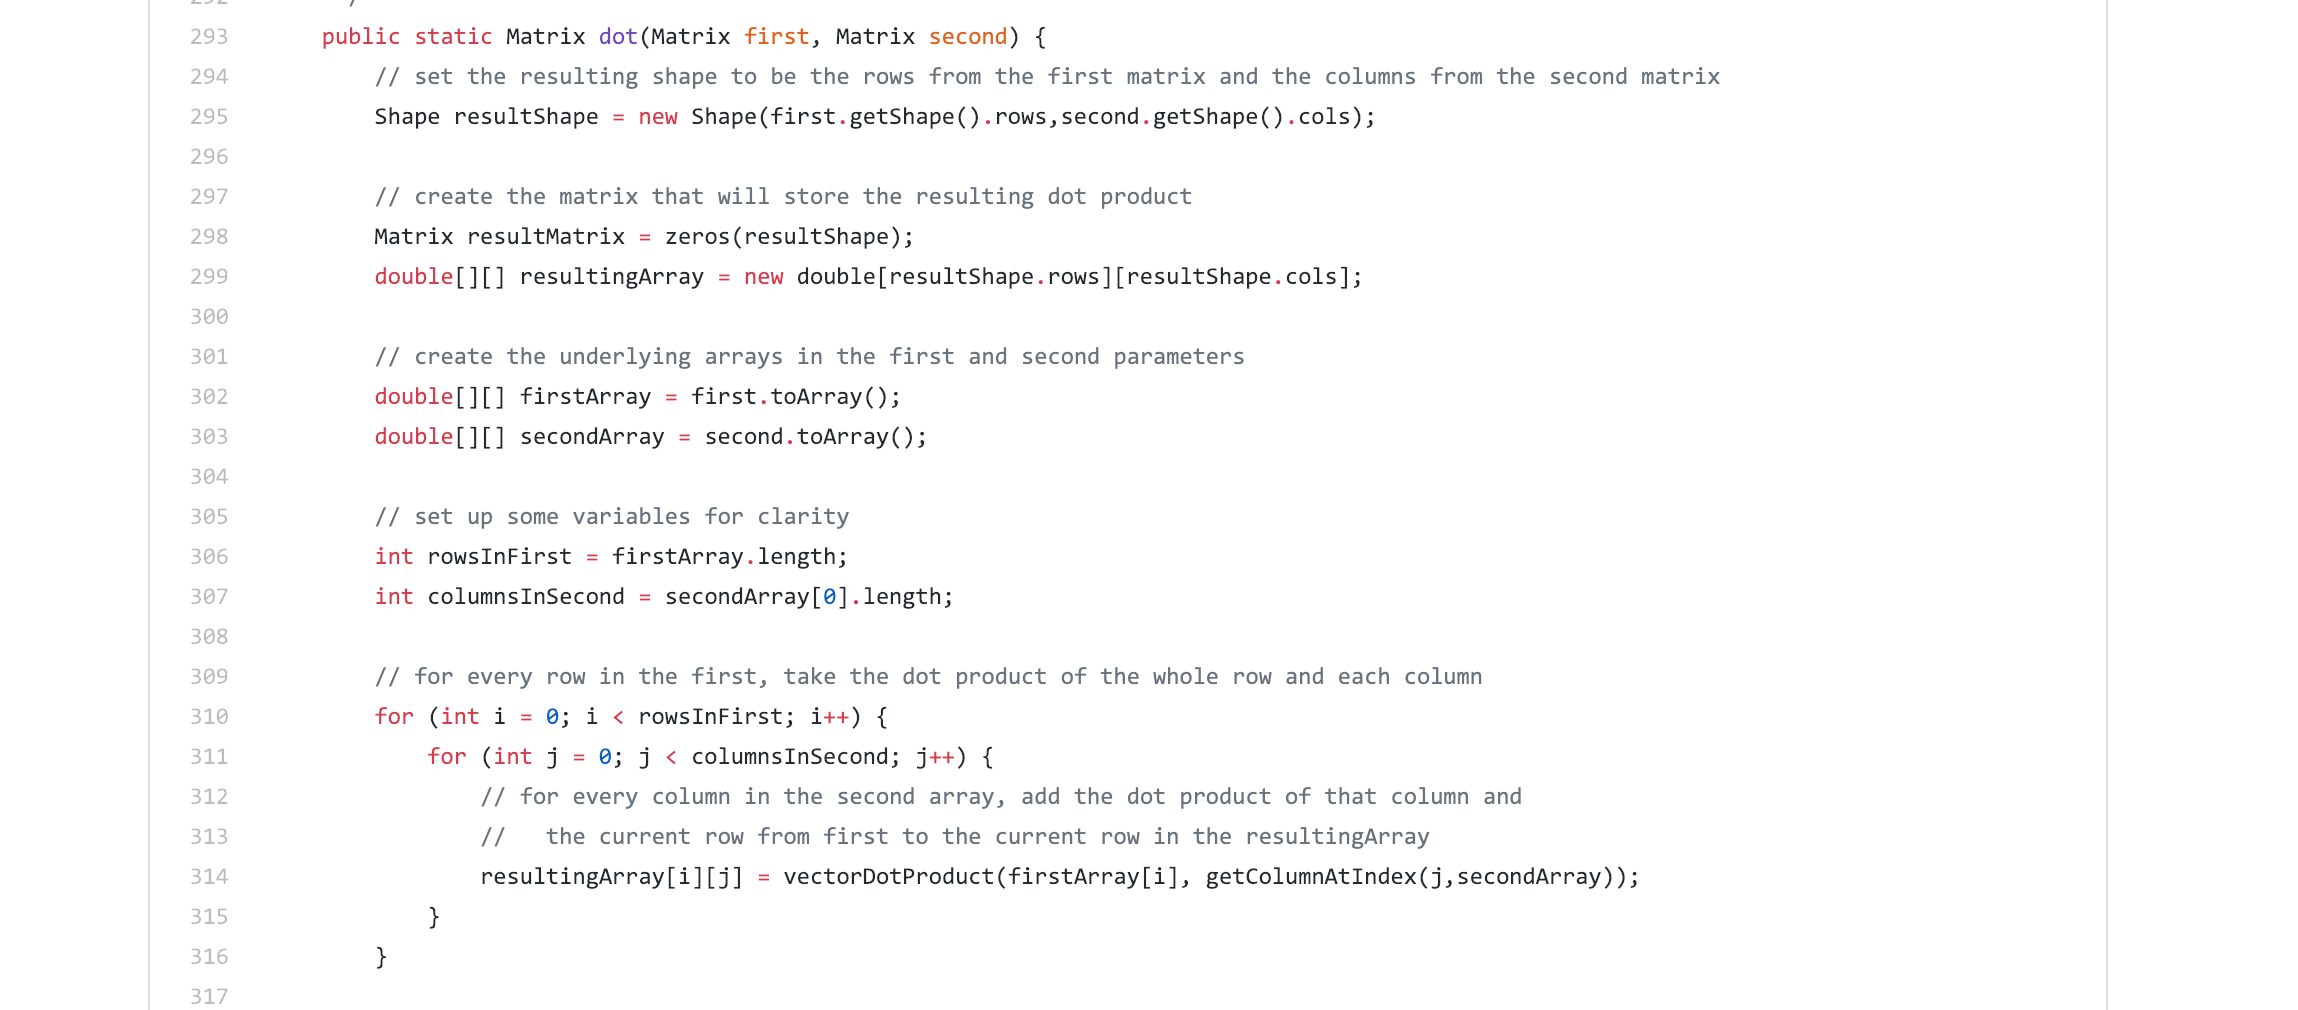 293 public static Matrix dot(Matrix first, Matrix second) {
294 // set the resulting shape to be the rows from the first matrix and the columns from the second matrix
295 Shape resultShape = new Shape(first.getShape().rows,second.getShape().cols);
296
297 // create the matrix that will store the resulting dot product
298 Matrix resultMatrix = zeros(resultShape);
299 double[][] resultingArray = new double[resultShape.rows][resultShape.cols];
300
301 // create the underlying arrays in the first and second parameters
302 double[][] firstArray = first.toArray();
303 double[][] secondArray = second.toArray();
304
305 // set up some variables for clarity
306 int rowsInFirst = firstArray.length;
307 int columnsInSecond = secondArray[0].length;
308
309 // for every row in the first, take the dot product of the whole row and each column
310 for (int i = 0; i < rowsInFirst; i++) {
311 for (int j = 0; j < columnsInSecond; j++) {
312 // for every column in the second array, add the dot product of that column and
313 //   the current row from first to the current row in the resultingArray
314 resultingArray[i][j] = vectorDotProduct(firstArray[i], getColumnAtIndex(j,secondArray));
315 }
316 }
317